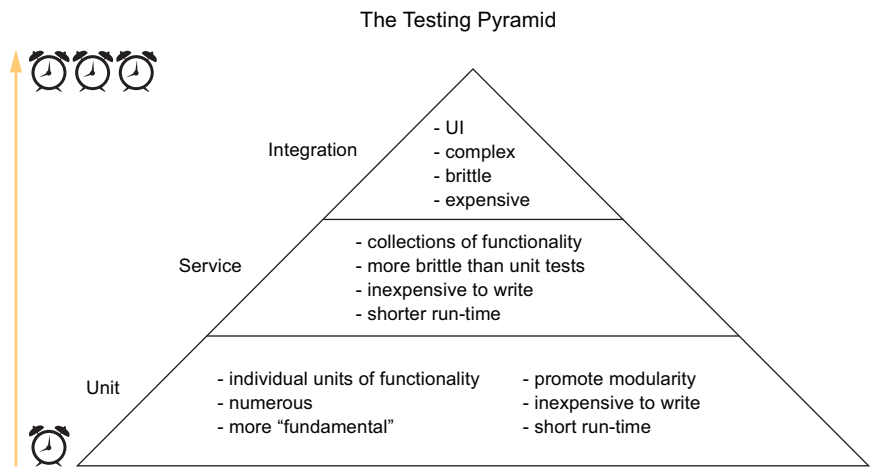 The Testing Pyramid
Integration
- UI
- complex
- brittle
- expensive
Service
- collections of functionality
- more brittle than unit tests
- inexpensive to write
- shorter run-time
Unit
- individual units of functionality
- numerous
- more “fundamental”
- promote modularity
- inexpensive to write
- short run-time